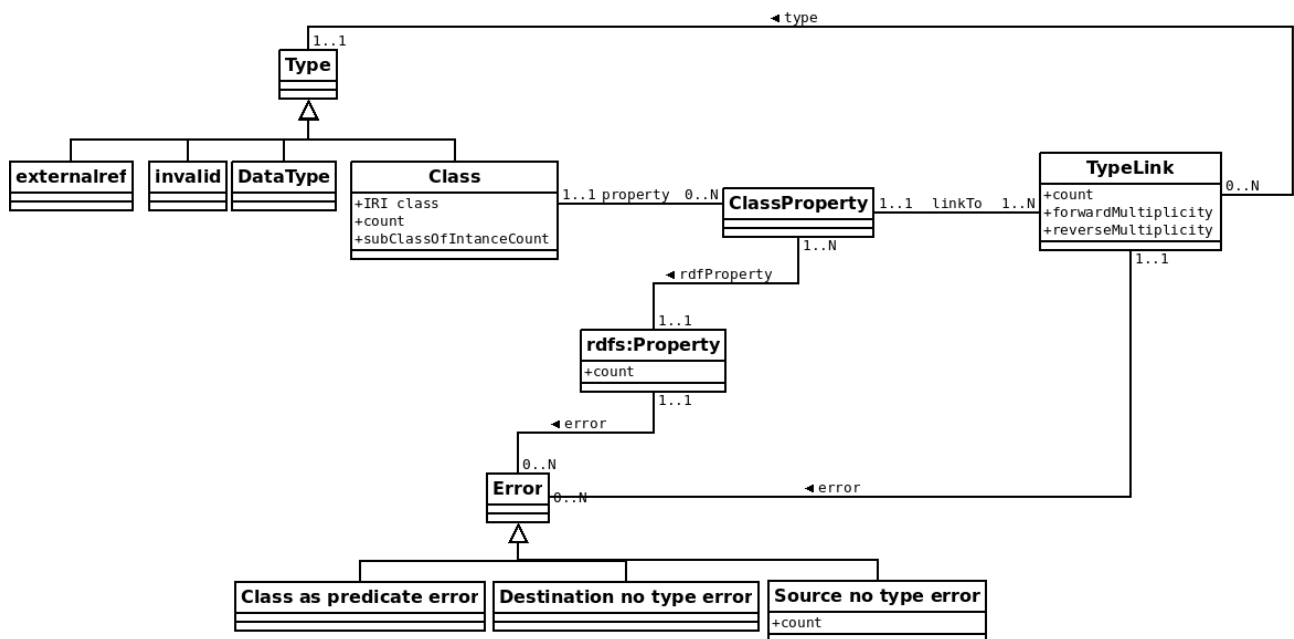 ◄ type
1..1
Type
externalref
invalid
DataType
Class
+IRI class
+count
+subClassOfIntanceCount
1..1 property 0..N
ClassProperty
1..1 linkTo 1..N
TypeLink
+count
+forwardMultiplicity
+reverseMultiplicity
0..N
1..N
1..1
◄ rdfProperty
1..1
rdfs:Property
+count
1..1
◄ error
0..N
Error
0..N
◄ error
Class as predicate error
Destination no type error
Source no type error
+count